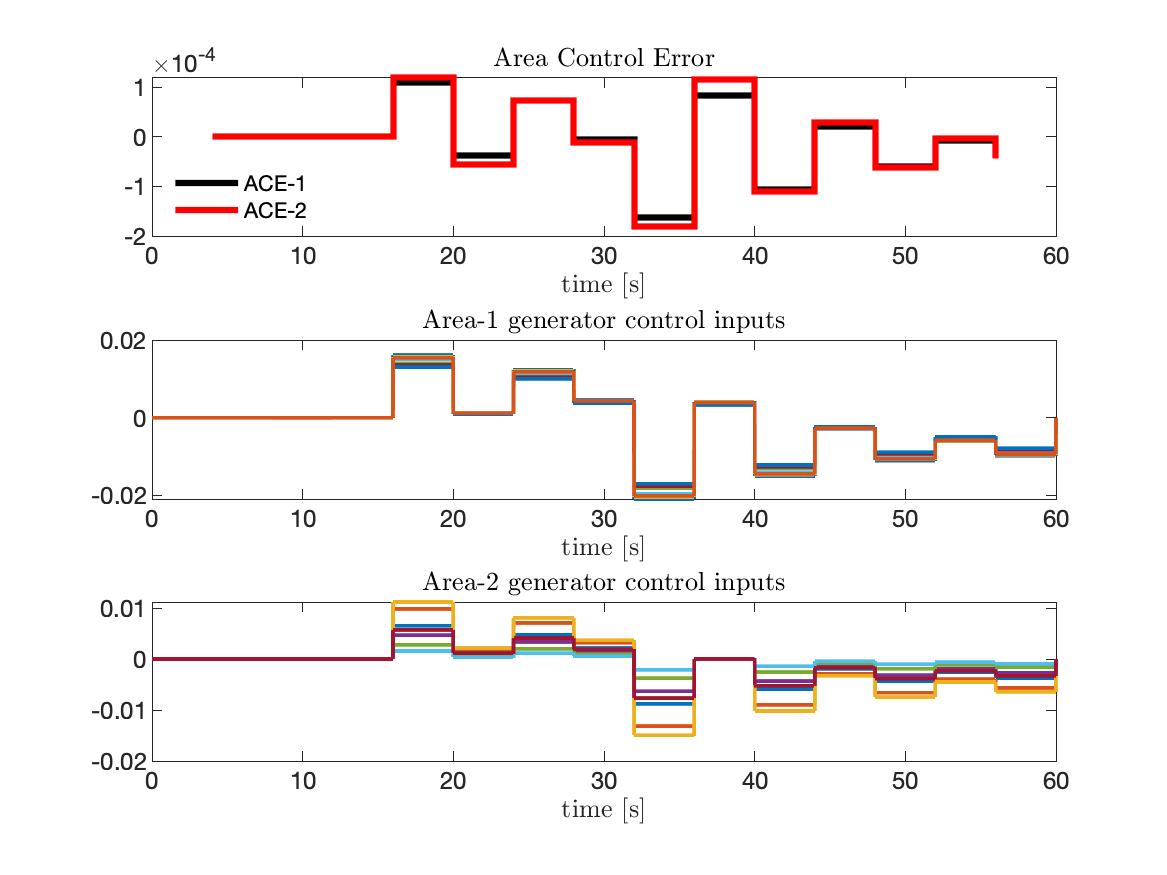 ×10⁻⁴
Area Control Error
1
0
-1
-2
ACE-1
ACE-2
0 10 20 30 40 50 60
time [s]
Area-1 generator control inputs
0.02
0
-0.02
0 10 20 30 40 50 60
time [s]
Area-2 generator control inputs
0.01
0
-0.01
-0.02
0 10 20 30 40 50 60
time [s]